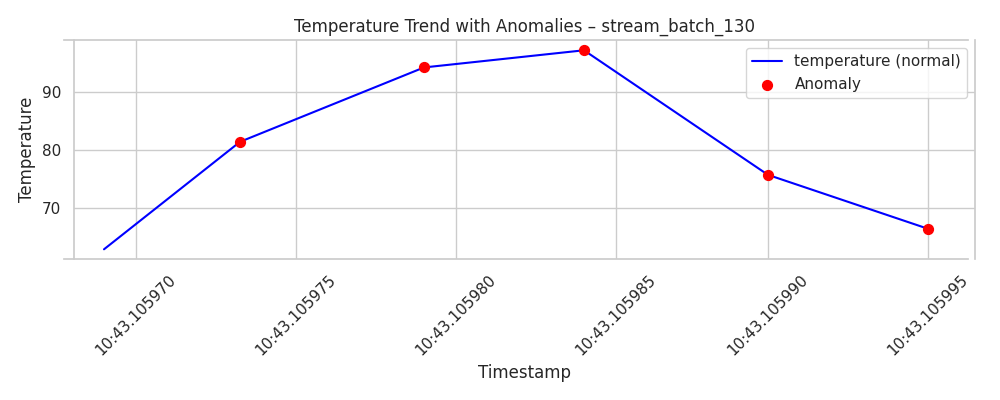 Temperature Trend with Anomalies – stream_batch_130
temperature (normal)
Anomaly
Temperature
90
80
70
10:43.105970
10:43.105975
10:43.105980
10:43.105985
10:43.105990
10:43.105995
Timestamp